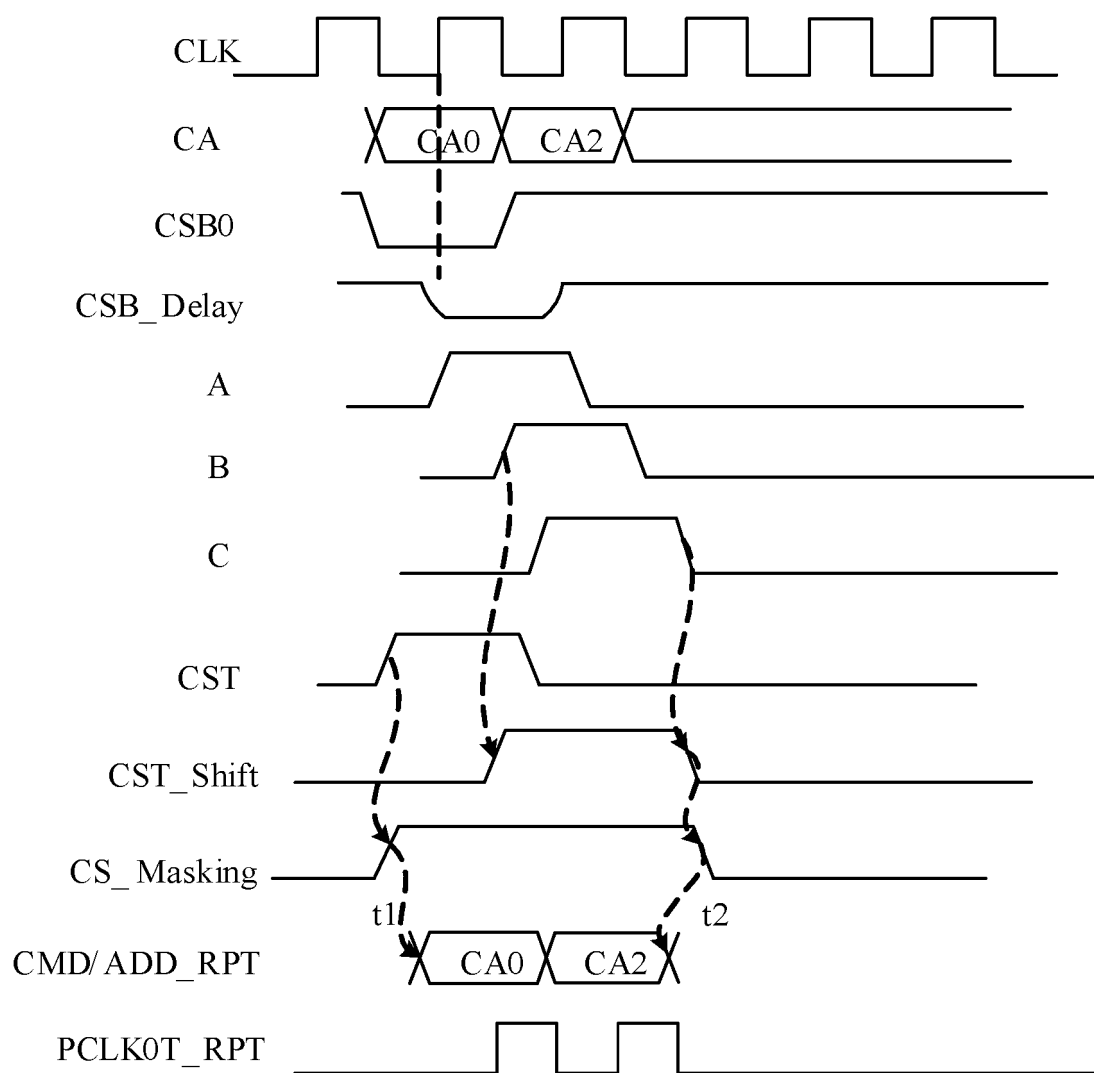 CLK
CA CA0 CA2
CSB0
CSB_Delay
A
B
C
CST
CST_Shift
CS_Masking
t1 t2
CMD/ADD_RPT CA0 CA2
PCLK0T_RPT